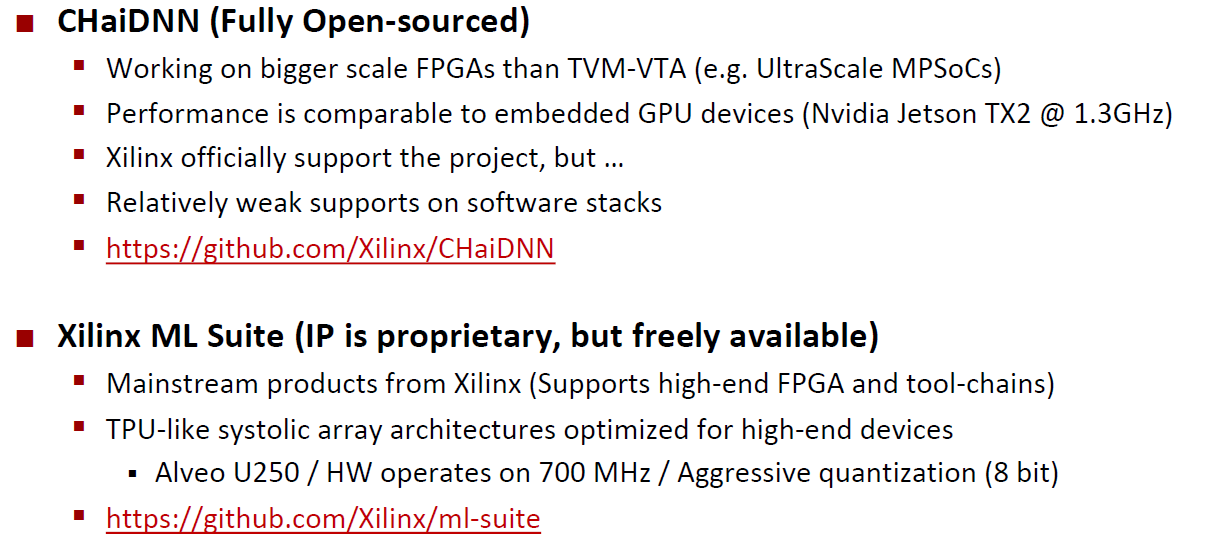 CHaiDNN (Fully Open-sourced)
Working on bigger scale FPGAs than TVM-VTA (e.g. UltraScale MPSoCs)
Performance is comparable to embedded GPU devices (Nvidia Jetson TX2 @ 1.3GHz)
Xilinx officially support the project, but …
Relatively weak supports on software stacks
https://github.com/Xilinx/CHaiDNN
Xilinx ML Suite (IP is proprietary, but freely available)
Mainstream products from Xilinx (Supports high-end FPGA and tool-chains)
TPU-like systolic array architectures optimized for high-end devices
Alveo U250 / HW operates on 700 MHz / Aggressive quantization (8 bit)
https://github.com/Xilinx/ml-suite